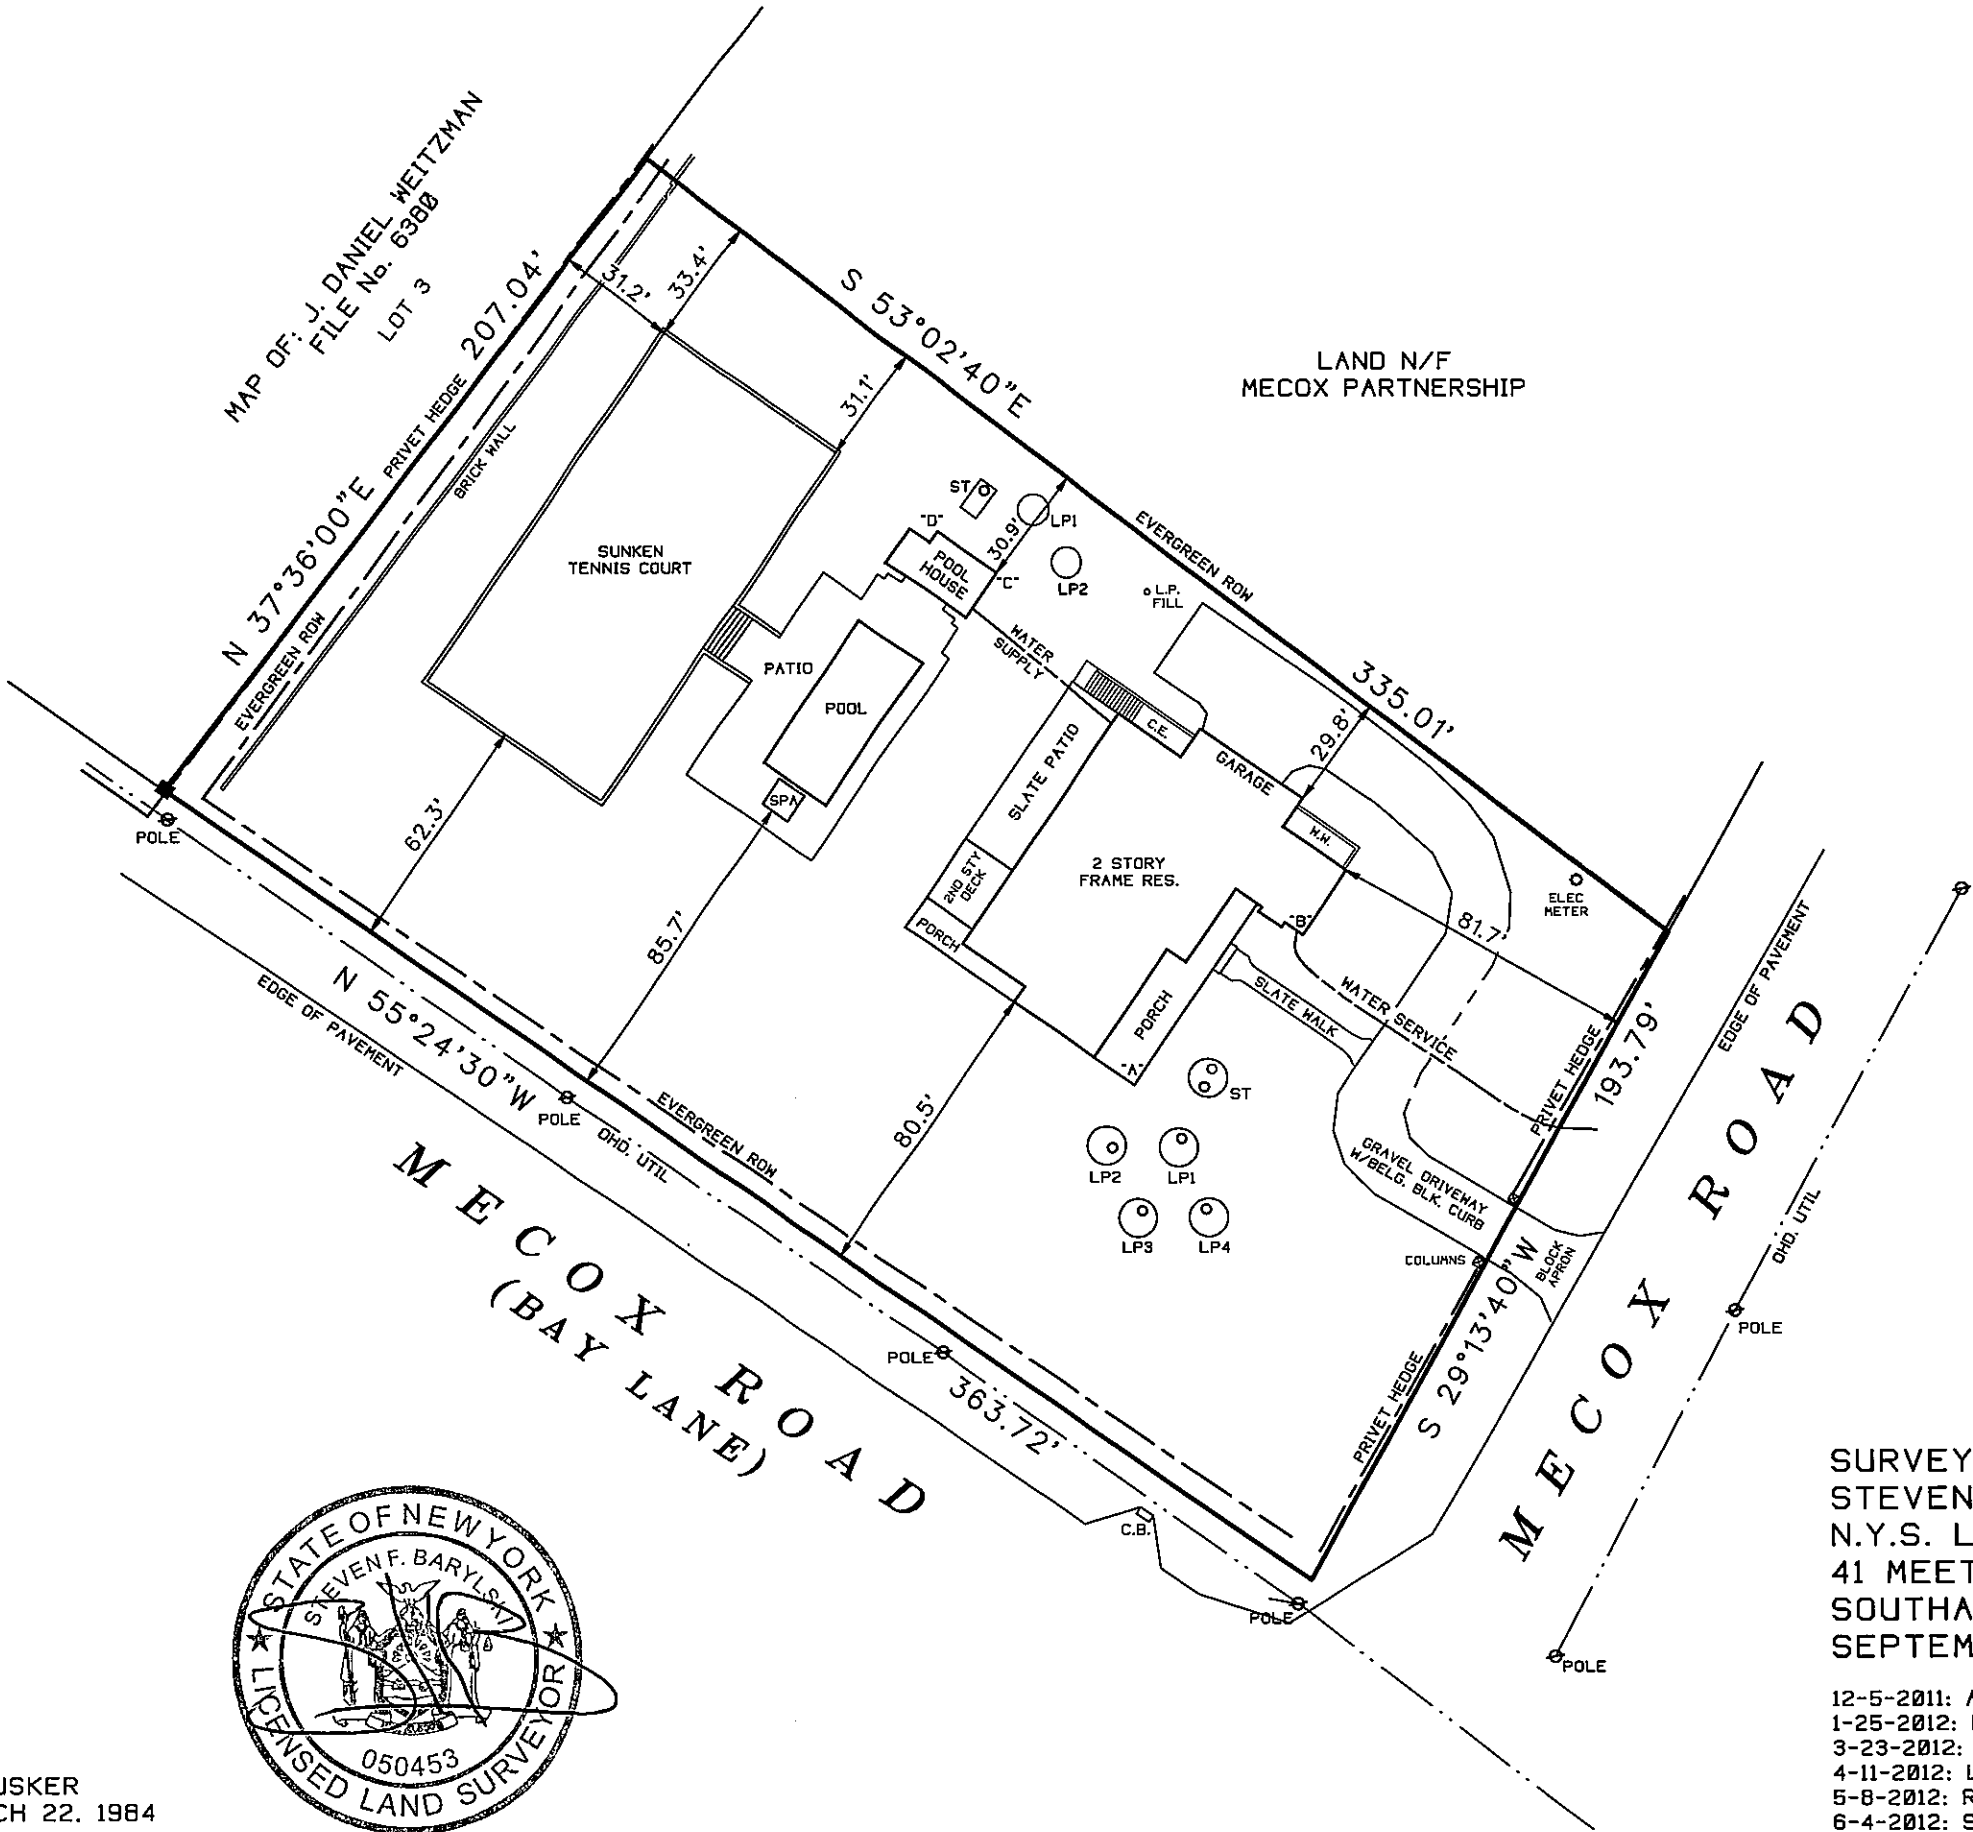 MAP OF: J. DANIEL WEITZMAN
FILE No. 6380
LOT 3
N 37°36'00"E
PRIVET HEDGE
207.04'
EVERGREEN ROW
BRICK WALL
31.2'
33.4'
S 53°02'40"E
335.01'
LAND N/F
MECOX PARTNERSHIP
31.1'
SUNKEN
TENNIS COURT
ST
LP1
"D"
POOL
HOUSE
30.9'
"C"
LP2
L.P.
FILL
EVERGREEN ROW
WATER
SUPPLY
PATIO
POOL
SPA
62.3'
85.7'
SLATE PATIO
C.E.
GARAGE
29.8'
W.W.
2ND STY
DECK
PORCH
2 STORY
FRAME RES.
"B"
81.7'
ELEC
METER
PORCH
"A"
SLATE WALK
WATER SERVICE
PRIVET HEDGE
193.79'
EDGE OF PAVEMENT
80.5'
ST
LP2
LP1
LP3
LP4
GRAVEL DRIVEWAY
W/BELG. BLK. CURB
COLUMNS
BLOCK
APRON
S 29°13'40"W
PRIVET HEDGE
MECOX ROAD
OHD. UTIL
POLE
POLE
POLE
N 55°24'30"W
363.72'
EDGE OF PAVEMENT
POLE
OHD. UTIL
EVERGREEN ROW
MECOX ROAD
(BAY LANE)
POLE
C.B.
POLE
STATE OF NEW YORK
STEVEN F. BARYLSKI
050453
LICENSED LAND SURVEYOR
USKER
CH 22. 1984
SURVEY
STEVEN
N.Y.S. L
41 MEET
SOUTHA
SEPTEM
12-5-2011: A
1-25-2012:
3-23-2012:
4-11-2012: L
5-8-2012: R
6-4-2012: S